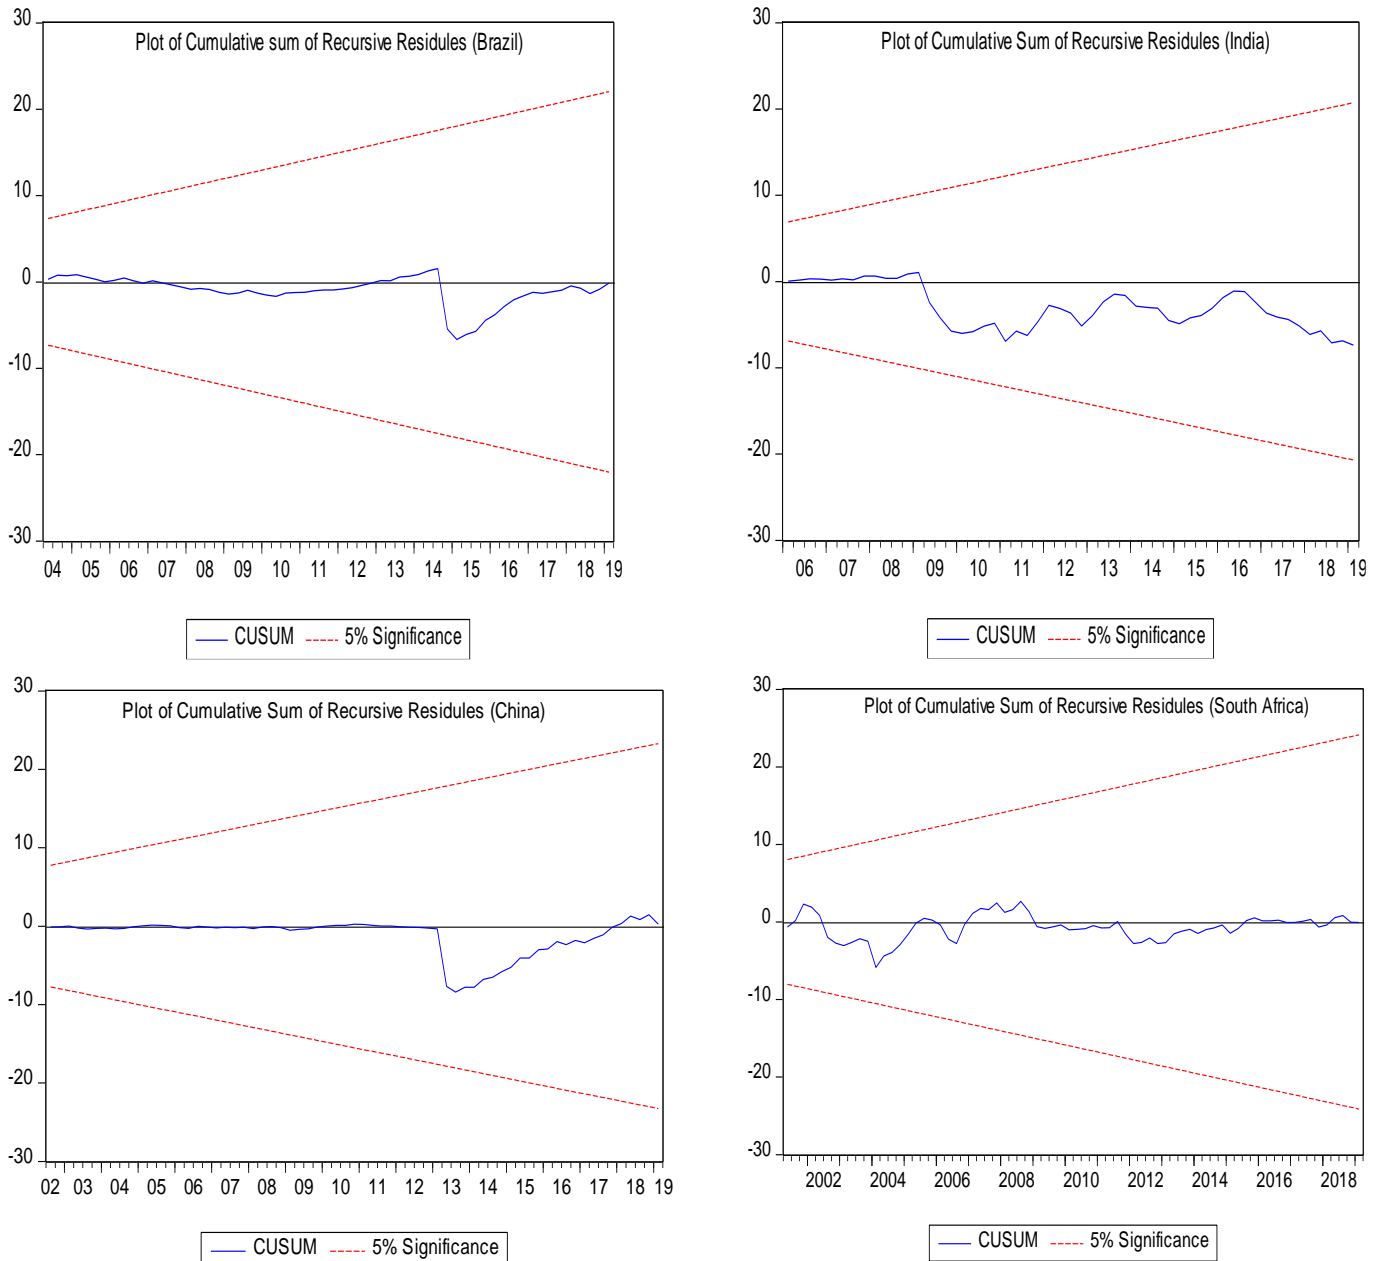 Plot of Cumulative sum of Recursive Residules (Brazil)
30
20
10
0
-10
-20
-30
04 05 06 07 08 09 10 11 12 13 14 15 16 17 18 19
CUSUM 5% Significance
Plot of Cumulative Sum of Recursive Residules (India)
30
20
10
0
-10
-20
-30
06 07 08 09 10 11 12 13 14 15 16 17 18 19
CUSUM 5% Significance
Plot of Cumulative Sum of Recursive Residules (China)
30
20
10
0
-10
-20
-30
02 03 04 05 06 07 08 09 10 11 12 13 14 15 16 17 18 19
CUSUM 5% Significance
Plot of Cumulative Sum of Recursive Residules (South Africa)
30
20
10
0
-10
-20
-30
2002 2004 2006 2008 2010 2012 2014 2016 2018
CUSUM 5% Significance